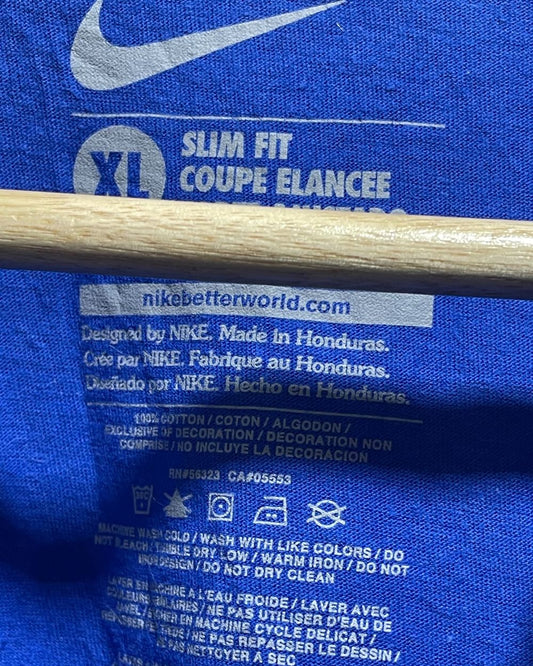 XL
SLIM FIT
COUPE ELANCEE
nikebetterworld.com
Designed by NIKE. Made in Honduras.
Crée par NIKE. Fabrique au Honduras.
Diseñado por NIKE. Hecho en Honduras.
100% COTTON / COTON / ALGODON /
EXCLUSIVE OF DECORATION / DECORATION NON
COMPRISE / NO INCLUYE LA DECORACION
RN#56323 CA#05553
MACHINE WASH COLD / WASH WITH LIKE COLORS / DO
NOT BLEACH / TUMBLE DRY LOW / WARM IRON / DO NOT
IRON DESIGN / DO NOT DRY CLEAN
LAVER EN MACHINE A L'EAU FROIDE / LAVER AVEC
COULEURS SIMILAIRES / NE PAS UTILISER D'EAU DE
JAVEL / SECHER EN MACHINE CYCLE DELICAT /
REPASSER TIEDE / NE PAS REPASSER LE DESSIN /
NE PAS NETTOYER A SEC